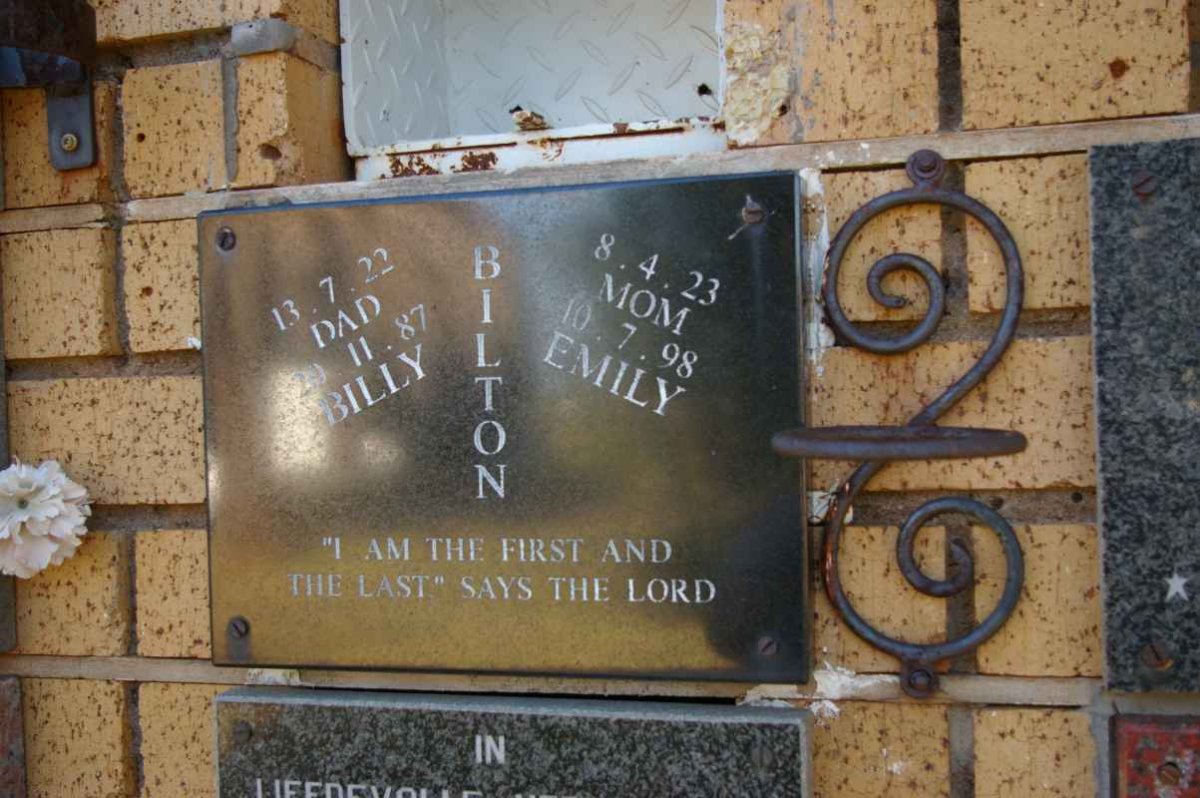 13 . 7 . 22
DAD
11 . 87
BILLY
BILTON
8 . 4 . 23
MOM
10 . 7 . 98
EMILY
"I AM THE FIRST AND
THE LAST." SAYS THE LORD
IN
LIEFDEVOLLE